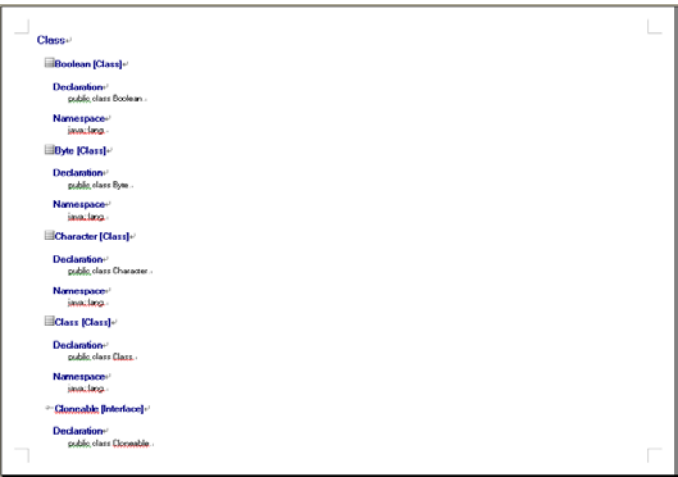 Class
Boolean [Class]
Declaration
public class Boolean
Namespace
java.lang
Byte [Class]
Declaration
public class Byte
Namespace
java.lang
Character [Class]
Declaration
public class Character
Namespace
java.lang
Class [Class]
Declaration
public class Class
Namespace
java.lang
Cloneable [Interface]
Declaration
public class Cloneable